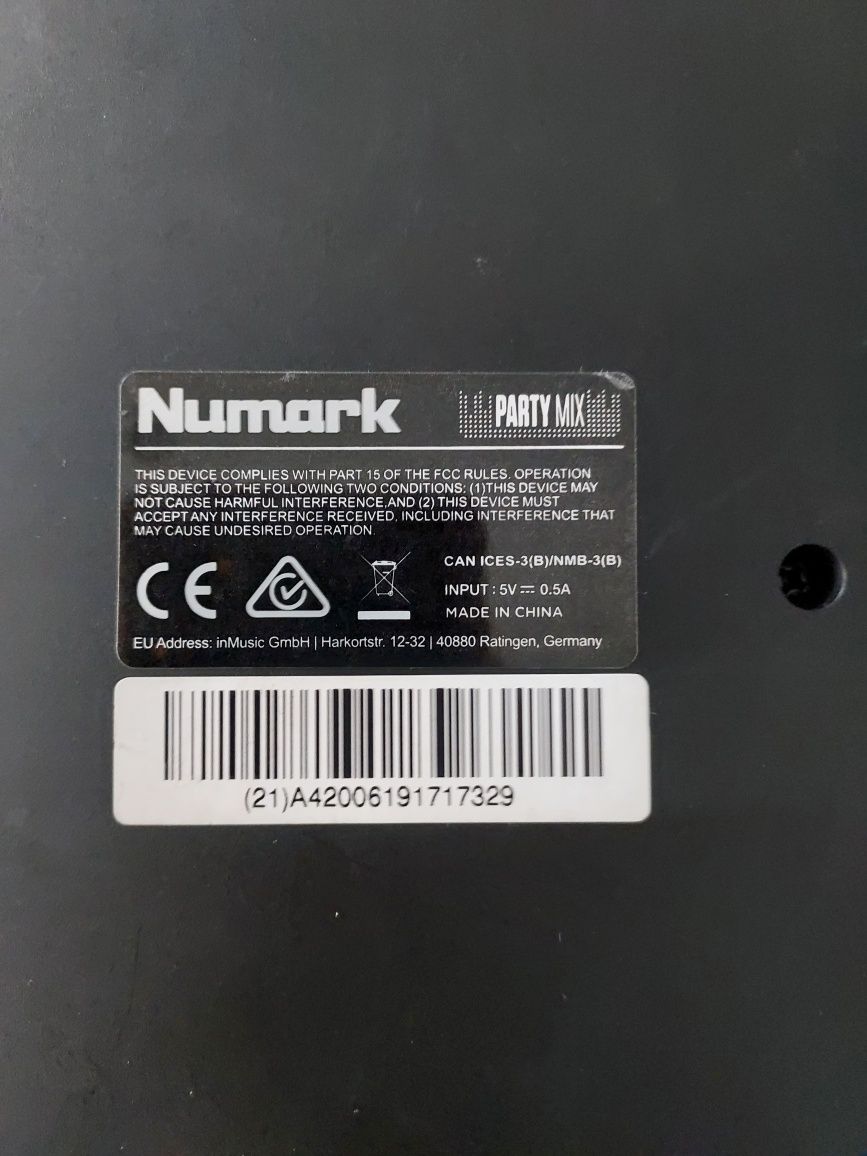 Numark
PARTY MIX
THIS DEVICE COMPLIES WITH PART 15 OF THE FCC RULES. OPERATION
IS SUBJECT TO THE FOLLOWING TWO CONDITIONS: (1)THIS DEVICE MAY
NOT CAUSE HARMFUL INTERFERENCE.AND (2) THIS DEVICE MUST
ACCEPT ANY INTERFERENCE RECEIVED, INCLUDING INTERFERENCE THAT
MAY CAUSE UNDESIRED OPERATION.
CE
CAN ICES-3(B)/NMB-3(B)
INPUT : 5V ⎓ 0.5A
MADE IN CHINA
EU Address: inMusic GmbH | Harkortstr. 12-32 | 40880 Ratingen, Germany
(21)A42006191717329